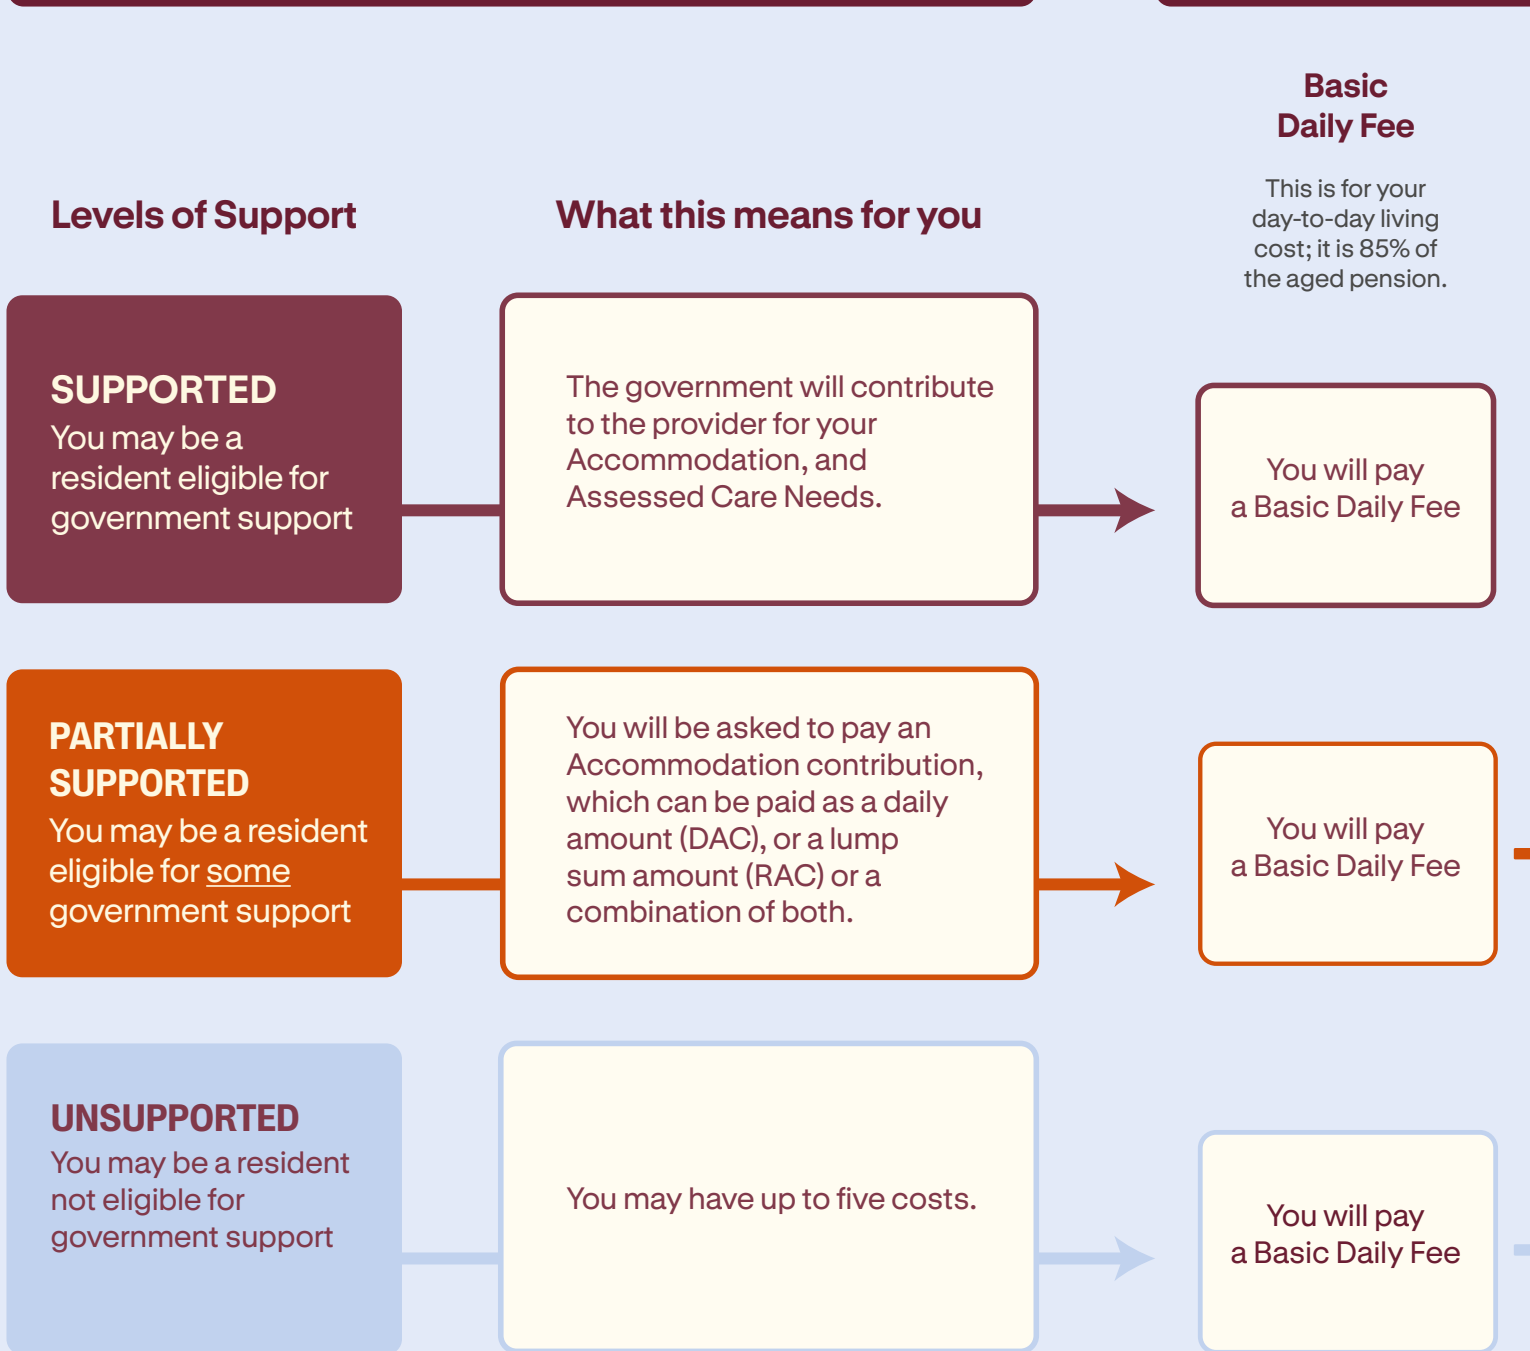 Basic
Daily Fee
This is for your
day-to-day living
cost; it is 85% of
the aged pension.
Levels of Support
What this means for you
SUPPORTED
You may be a
resident eligible for
government support
The government will contribute
to the provider for your
Accommodation, and
Assessed Care Needs.
You will pay
a Basic Daily Fee
PARTIALLY
SUPPORTED
You may be a resident
eligible for some
government support
You will be asked to pay an
Accommodation contribution,
which can be paid as a daily
amount (DAC), or a lump
sum amount (RAC) or a
combination of both.
You will pay
a Basic Daily Fee
UNSUPPORTED
You may be a resident
not eligible for
government support
You may have up to five costs.
You will pay
a Basic Daily Fee